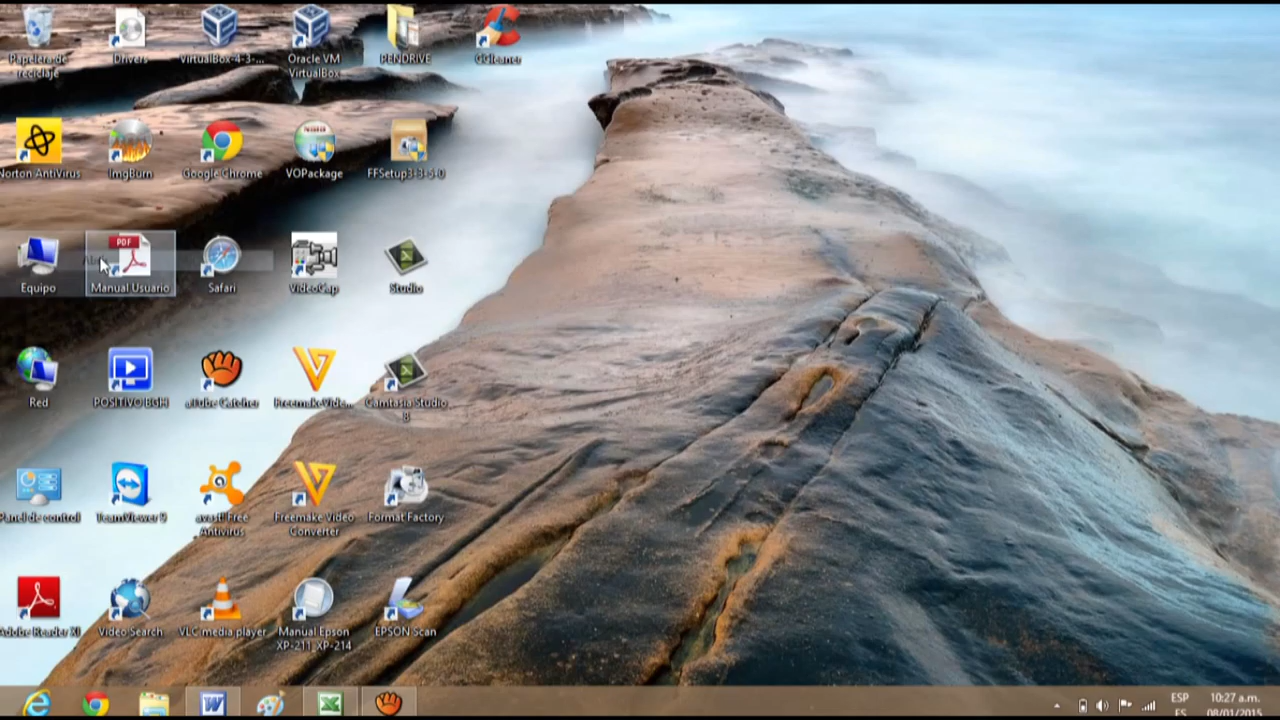 Papelera de
reciclaje
Drivers
VirtualBox-4-3-...
Oracle VM
VirtualBox
PENDRIVE
CCleaner
Norton AntiVirus
ImgBurn
Google Chrome
VOPackage
FFSetup3-3-5-0
Equipo
PDF
Manual Usuario
Safari
VideoCap
Studio
Red
POSITIVO BGH
aTube Catcher
Freemake Vide...
Camtasia Studio
8
Panel de control
TeamViewer 9
avast! Free
Antivirus
Freemake Video
Converter
Format Factory
Adobe Reader XI
Video Search
VLC media player
Manual Epson
XP-211_XP-214
EPSON Scan
ESP
ES
10:27 a.m.
08/01/2015